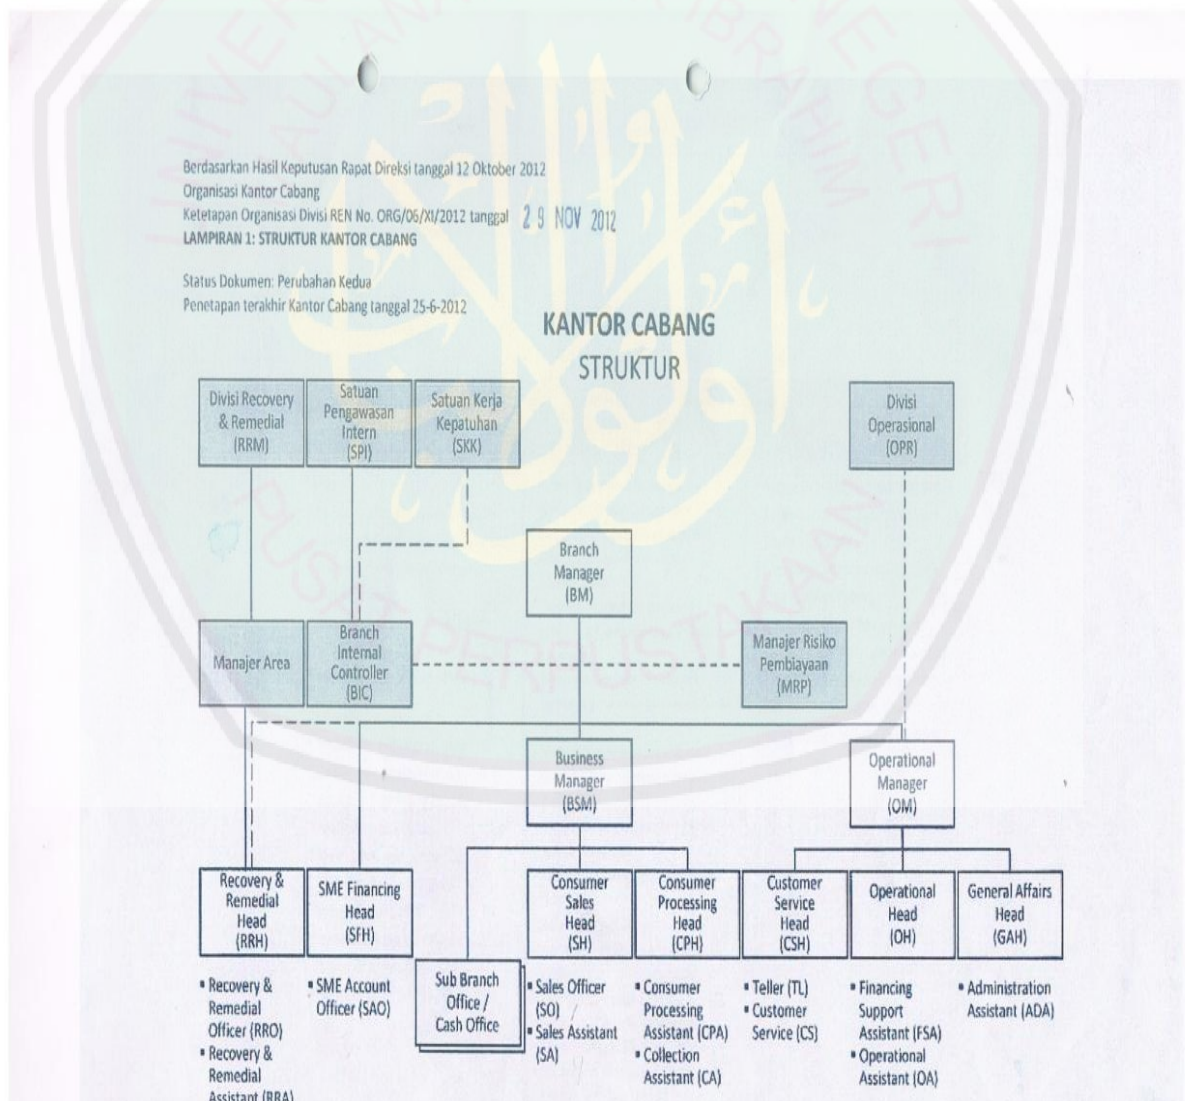 Berdasarkan Hasil Keputusan Rapat Direksi tanggal 12 Oktober 2012
Organisasi Kantor Cabang
Ketetapan Organisasi Divisi REN No. ORG/06/XI/2012 tanggal 29 NOV 2012
LAMPIRAN 1: STRUKTUR KANTOR CABANG
Status Dokumen: Perubahan Kedua
Penetapan terakhir Kantor Cabang tanggal 25-6-2012
KANTOR CABANG
STRUKTUR
Divisi Recovery
& Remedial
(RRM)
Satuan
Pengawasan
Intern
(SPI)
Satuan Kerja
Kepatuhan
(SKK)
Divisi
Operasional
(OPR)
Branch
Manager
(BM)
Manajer Area
Branch
Internal
Controller
(BIC)
Manajer Risiko
Pembiayaan
(MRP)
Business
Manager
(BSM)
Operational
Manager
(OM)
Recovery &
Remedial
Head
(RRH)
SME Financing
Head
(SFH)
Consumer
Sales
Head
(SH)
Consumer
Processing
Head
(CPH)
Customer
Service
Head
(CSH)
Operational
Head
(OH)
General Affairs
Head
(GAH)
Sub Branch
Office /
Cash Office
▪ Recovery &
Remedial
Officer (RRO)
▪ Recovery &
Remedial
Assistant (RRA)
▪ SME Account
Officer (SAO)
▪ Sales Officer
(SO)
▪ Sales Assistant
(SA)
▪ Consumer
Processing
Assistant (CPA)
▪ Collection
Assistant (CA)
▪ Teller (TL)
▪ Customer
Service (CS)
▪ Financing
Support
Assistant (FSA)
▪ Operational
Assistant (OA)
▪ Administration
Assistant (ADA)
PUSAT PERPUSTAKAAN